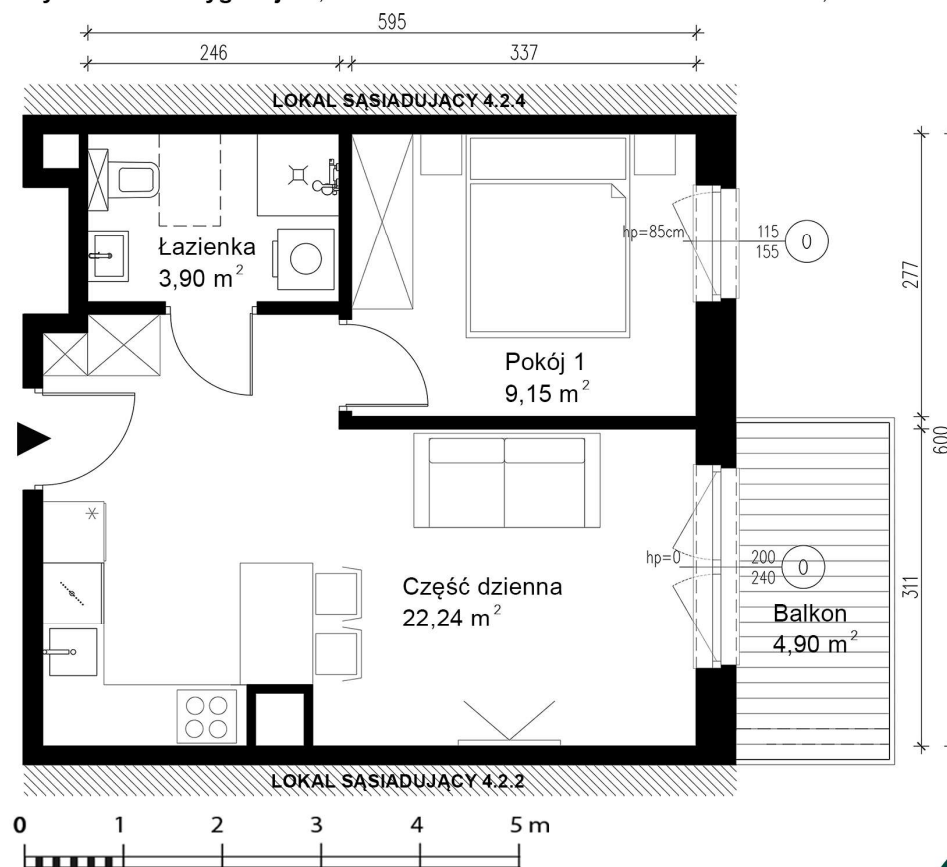 595
246 337
LOKAL SĄSIADUJĄCY 4.2.4
Łazienka
3,90 m²
hp=85cm
115
155
0
277
Pokój 1
9,15 m²
600
Część dzienna
22,24 m²
hp=0
200
240
0
311
Balkon
4,90 m²
LOKAL SĄSIADUJĄCY 4.2.2
0 1 2 3 4 5 m